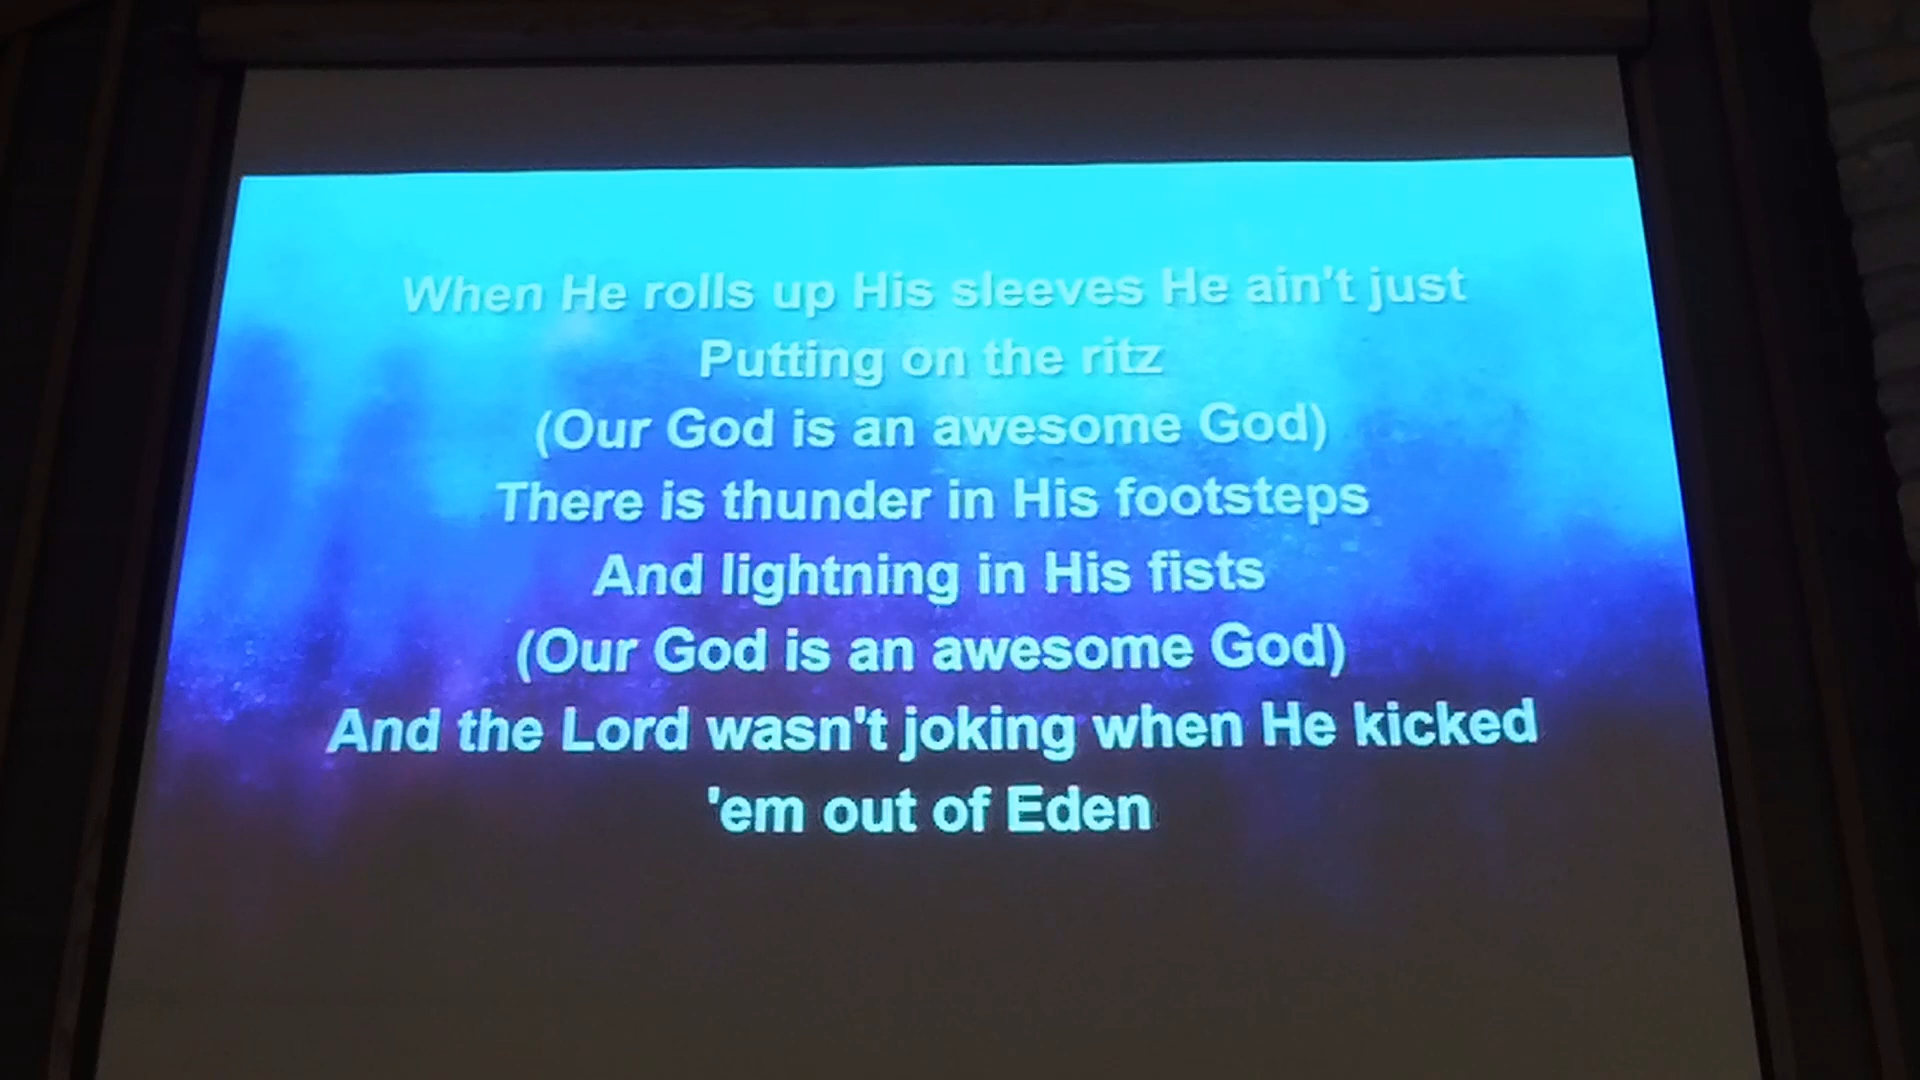 When He rolls up His sleeves He ain't just
Putting on the ritz
(Our God is an awesome God)
There is thunder in His footsteps
And lightning in His fists
(Our God is an awesome God)
And the Lord wasn't joking when He kicked
'em out of Eden